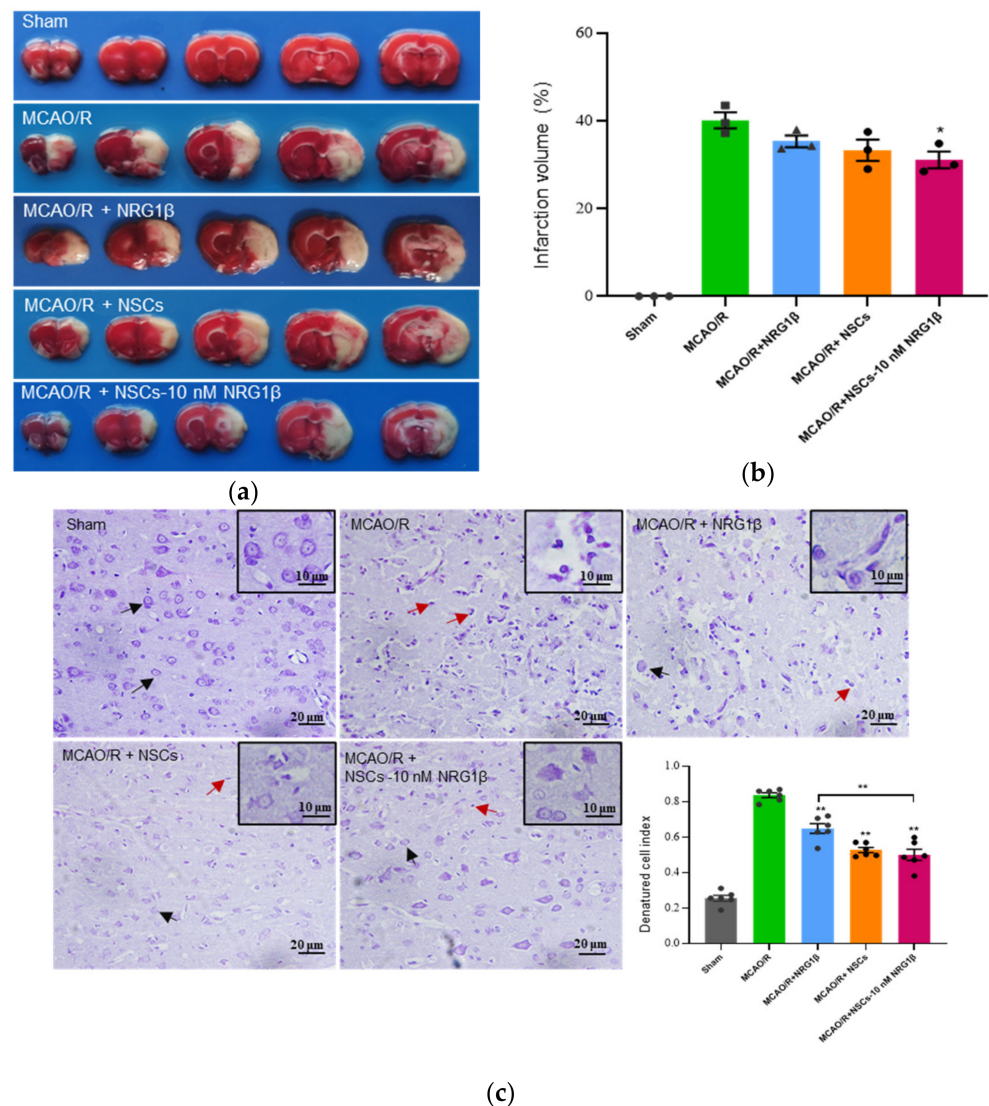 Sham
MCAO/R
MCAO/R + NRG1β
MCAO/R + NSCs
MCAO/R + NSCs-10 nM NRG1β
(a)
Infarction volume (%)
60
40
20
0
*
Sham
MCAO/R
MCAO/R+NRG1β
MCAO/R+ NSCs
MCAO/R+NSCs-10 nM NRG1β
(b)
Sham
10 μm
20 μm
MCAO/R
10 μm
20 μm
MCAO/R + NRG1β
10 μm
20 μm
MCAO/R + NSCs
10 μm
20 μm
MCAO/R +
NSCs -10 nM NRG1β
10 μm
20 μm
Denatured cell index
1.0
0.8
0.6
0.4
0.2
0.0
**
**
**
**
Sham
MCAO/R
MCAO/R+NRG1β
MCAO/R+ NSCs
MCAO/R+NSCs-10 nM NRG1β
(c)